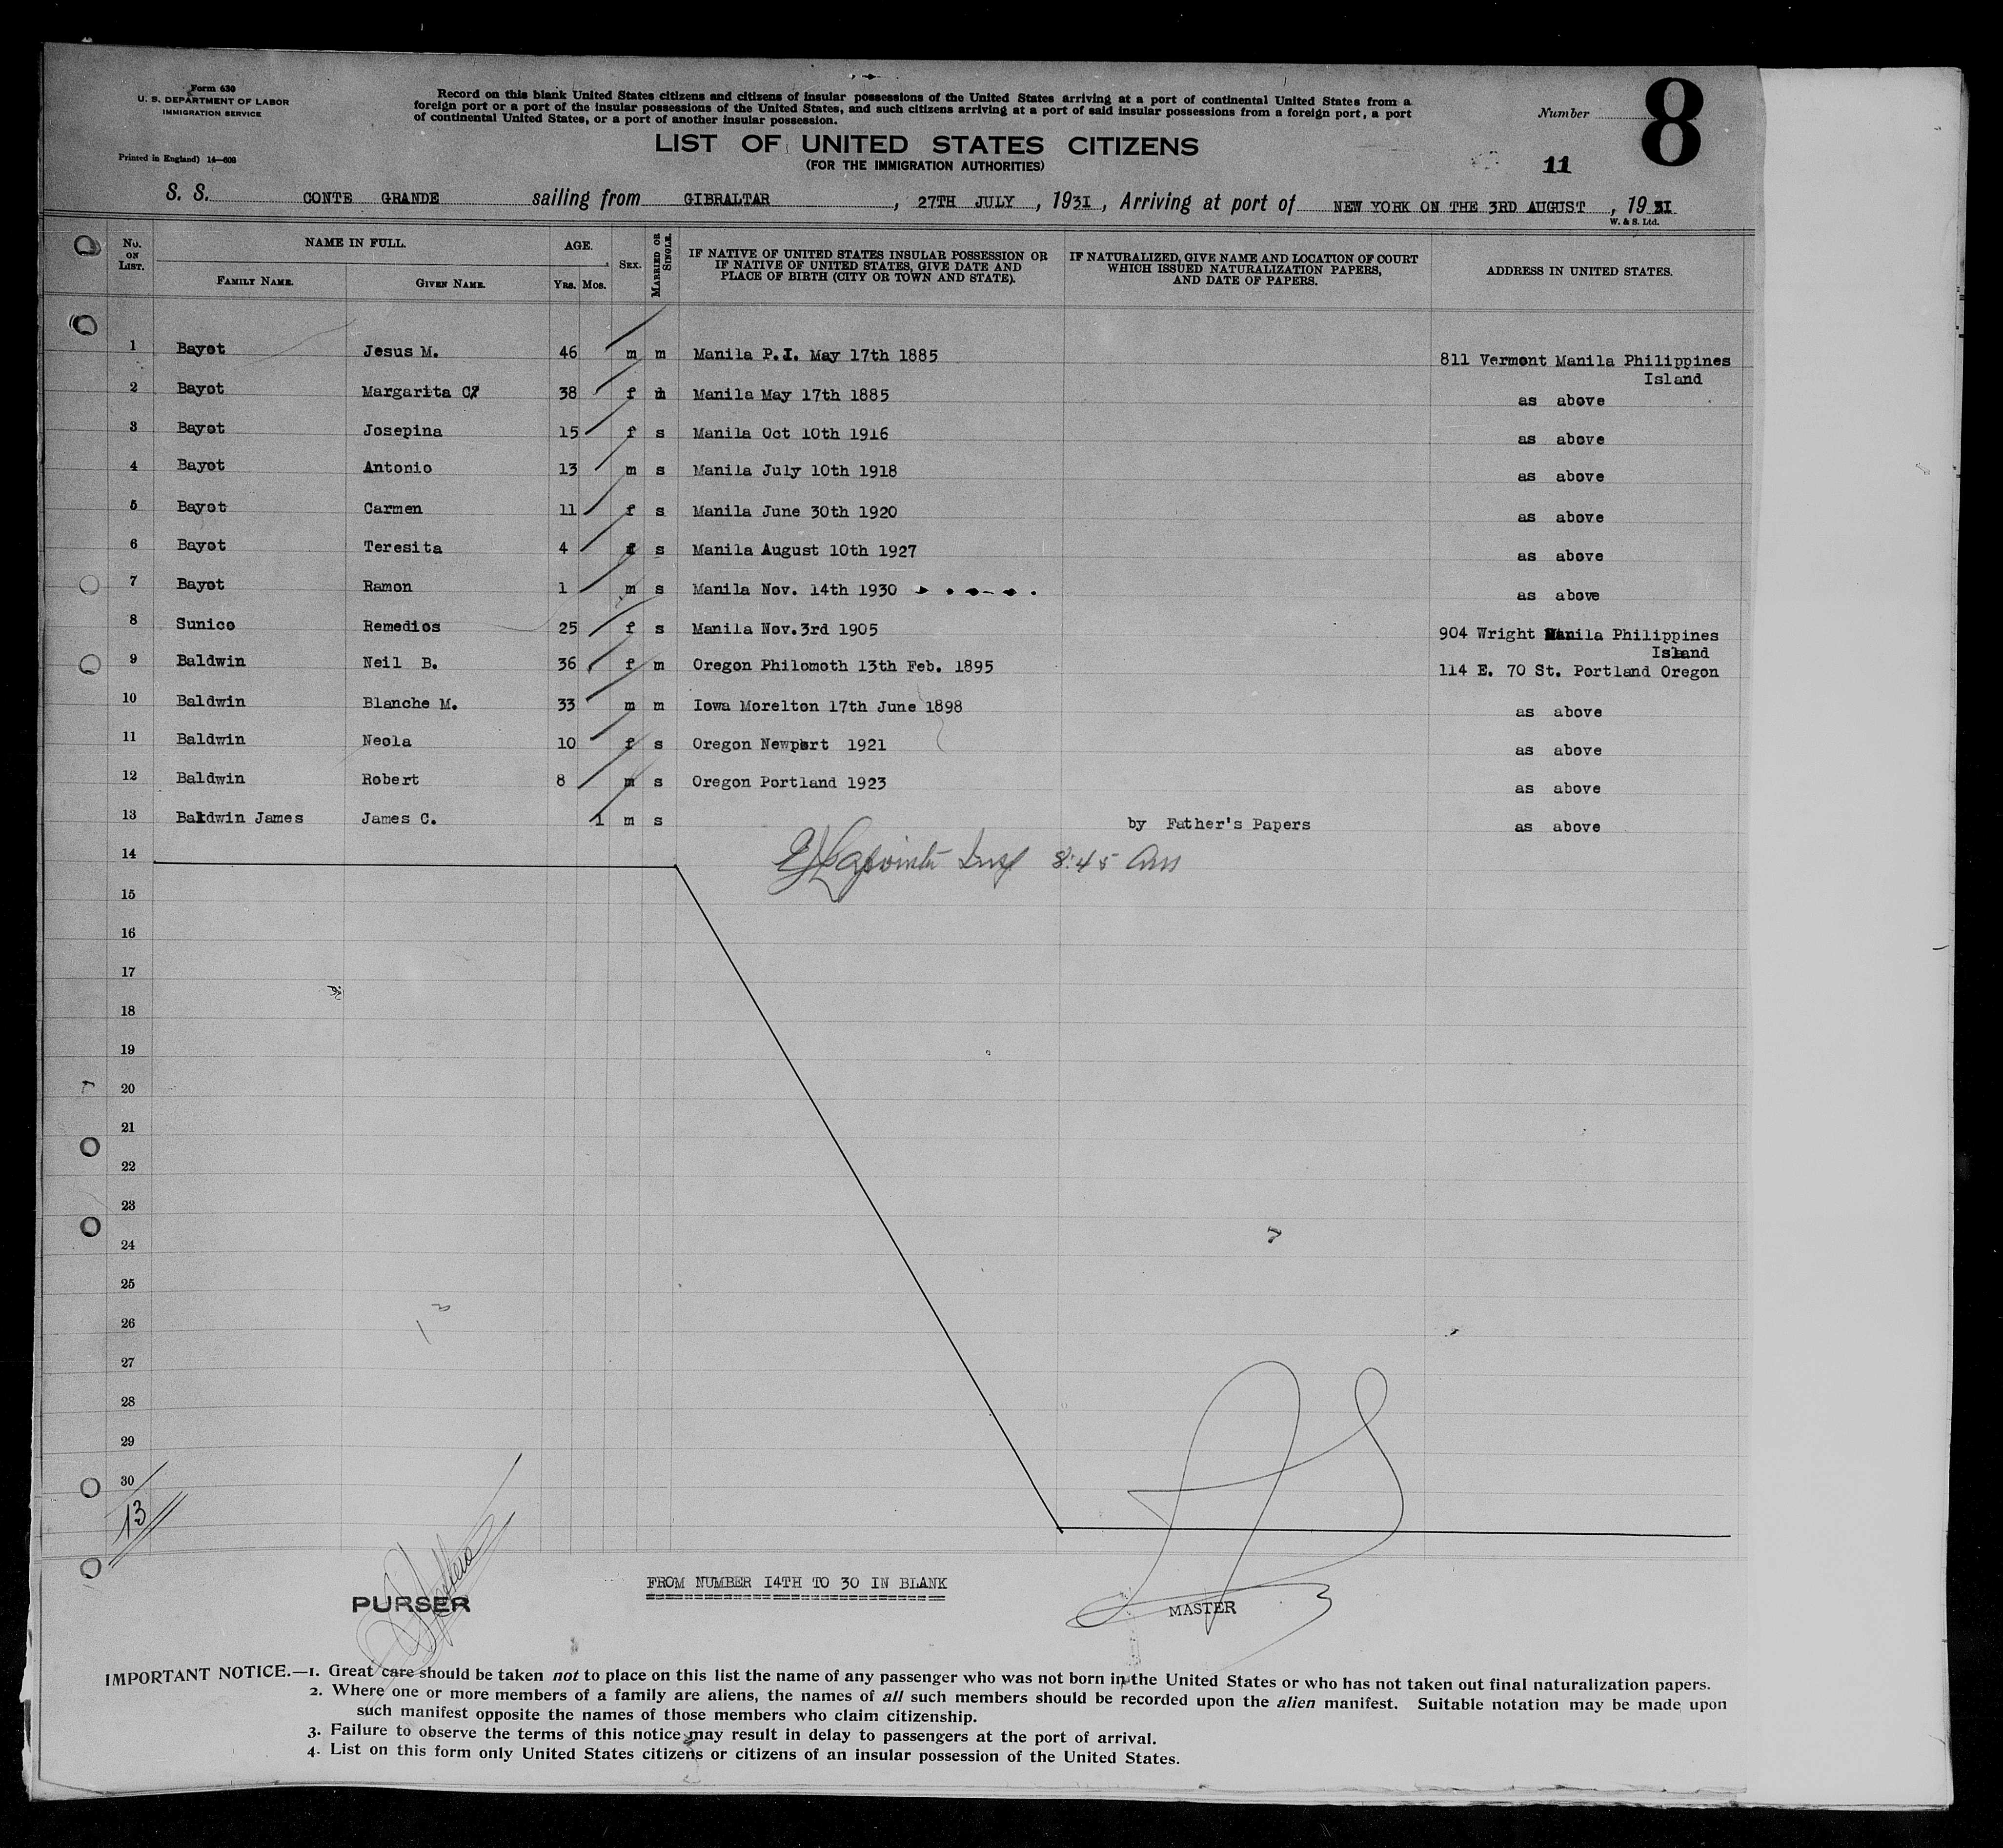 Form 630
U. S. DEPARTMENT OF LABOR
IMMIGRATION SERVICE
Printed in England) 14—608
Record on this blank United States citizens and citizens of insular possessions of the United States arriving at a port of continental United States from a
foreign port or a port of the insular possessions of the United States, and such citizens arriving at a port of said insular possessions from a foreign port, a port
of continental United States, or a port of another insular possession.
LIST OF UNITED STATES CITIZENS
(FOR THE IMMIGRATION AUTHORITIES)
Number 8
11
S. S. CONTE GRANDE sailing from GIBRALTAR, 27TH JULY, 1931, Arriving at port of NEW YORK ON THE 3RD AUGUST, 1931
W. & S. Ltd.
No. ON LIST. NAME IN FULL. FAMILY NAME. GIVEN NAME. AGE. YRS. MOS. SEX. MARRIED OR SINGLE. IF NATIVE OF UNITED STATES INSULAR POSSESSION OR IF NATIVE OF UNITED STATES, GIVE DATE AND PLACE OF BIRTH (CITY OR TOWN AND STATE). IF NATURALIZED, GIVE NAME AND LOCATION OF COURT WHICH ISSUED NATURALIZATION PAPERS, AND DATE OF PAPERS. ADDRESS IN UNITED STATES.
1 Bayot Jesus M. 46 m m Manila P.I. May 17th 1885 811 Vermont Manila Philippines Island
2 Bayot Margarita C. 38 f m Manila May 17th 1885 as above
3 Bayot Josepina 15 f s Manila Oct 10th 1916 as above
4 Bayot Antonio 13 m s Manila July 10th 1918 as above
5 Bayot Carmen 11 f s Manila June 30th 1920 as above
6 Bayot Teresita 4 f s Manila August 10th 1927 as above
7 Bayot Ramon 1 m s Manila Nov. 14th 1930 as above
8 Sunico Remedios 25 f s Manila Nov.3rd 1905 904 Wright Manila Philippines Island
9 Baldwin Neil B. 36 f m Oregon Philomoth 13th Feb. 1895 114 E. 70 St. Portland Oregon
10 Baldwin Blanche M. 33 m m Iowa Morelton 17th June 1898 as above
11 Baldwin Neola 10 f s Oregon Newport 1921 as above
12 Baldwin Robert 8 m s Oregon Portland 1923 as above
13 Baldwin James James C. 1 m s by Father's Papers as above
14 Insp 8:45 Am
15
16
17
18
19
20
21
22
23
24
25
26
27
28
29
30
13
FROM NUMBER 14TH TO 30 IN BLANK
PURSER
MASTER
IMPORTANT NOTICE.—1. Great care should be taken not to place on this list the name of any passenger who was not born in the United States or who has not taken out final naturalization papers.
2. Where one or more members of a family are aliens, the names of all such members should be recorded upon the alien manifest. Suitable notation may be made upon
such manifest opposite the names of those members who claim citizenship.
3. Failure to observe the terms of this notice may result in delay to passengers at the port of arrival.
4. List on this form only United States citizens or citizens of an insular possession of the United States.